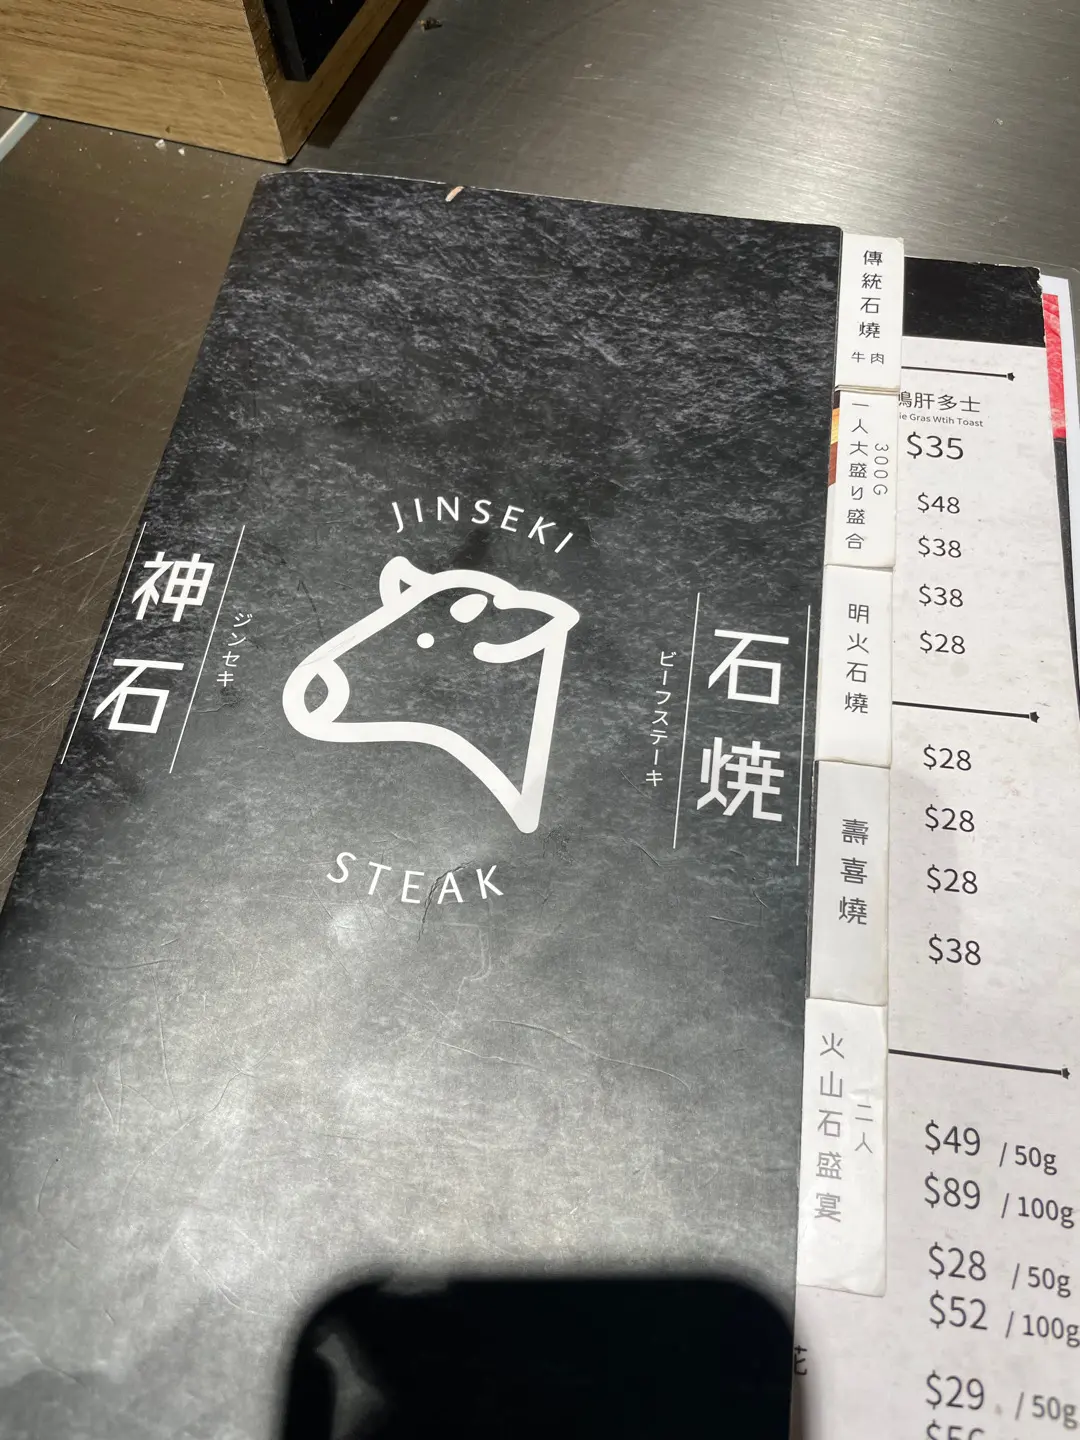 JINSEKI
神石
ジンセキ
石焼
ビーフステーキ
STEAK
傳統石燒
牛肉
一人大盛り盛合
300G
明火石燒
壽喜燒
火山石盛宴
二人
鴨肝多士
Gras Wtih Toast
$35
$48
$38
$38
$28
$28
$28
$28
$38
$49 / 50g
$89 / 100g
$28 / 50g
$52 / 100g
$29 / 50g
花